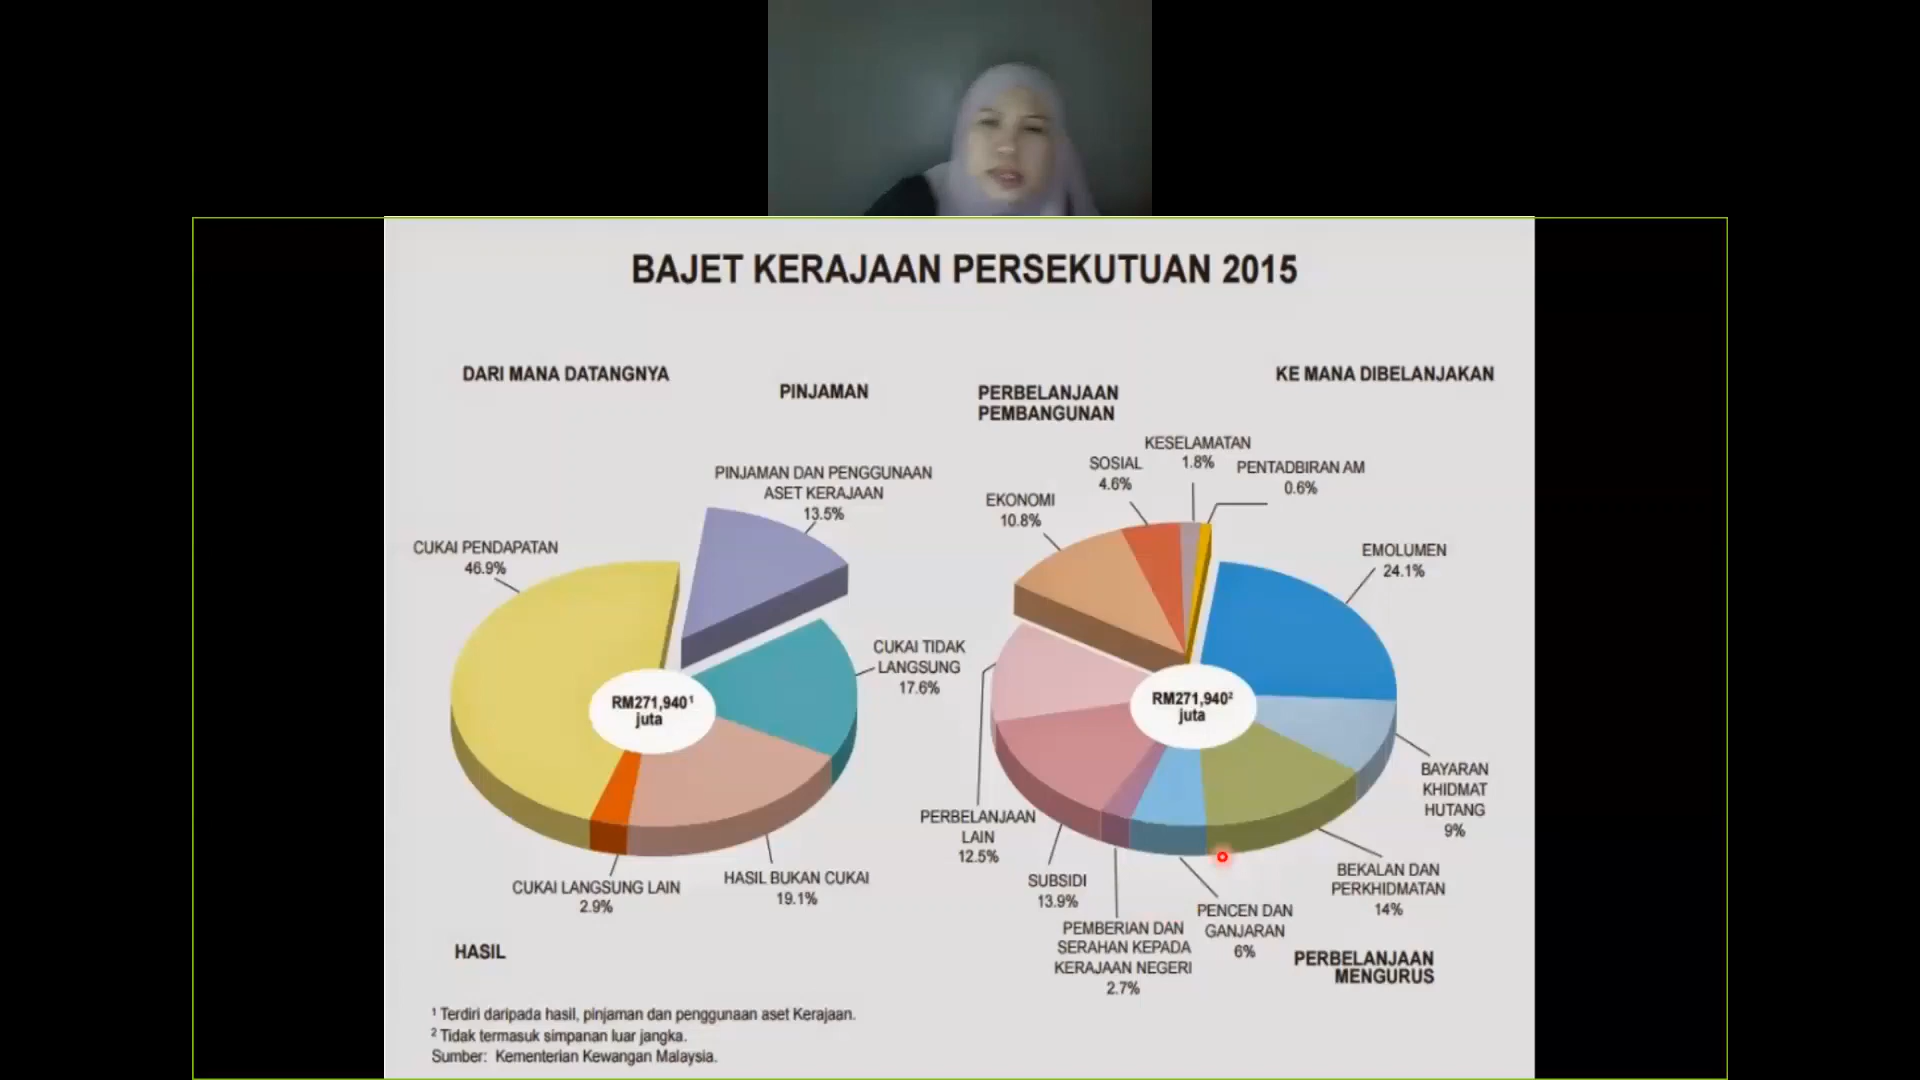 BAJET KERAJAAN PERSEKUTUAN 2015
DARI MANA DATANGNYA
PINJAMAN
PINJAMAN DAN PENGGUNAAN
ASET KERAJAAN
13.5%
CUKAI PENDAPATAN
46.9%
CUKAI TIDAK
LANGSUNG
17.6%
RM271,940¹
juta
CUKAI LANGSUNG LAIN
2.9%
HASIL BUKAN CUKAI
19.1%
HASIL
PERBELANJAAN
PEMBANGUNAN
KE MANA DIBELANJAKAN
KESELAMATAN
1.8%
SOSIAL
4.6%
PENTADBIRAN AM
0.6%
EKONOMI
10.8%
EMOLUMEN
24.1%
RM271,940²
juta
BAYARAN
KHIDMAT
HUTANG
9%
PERBELANJAAN
LAIN
12.5%
SUBSIDI
13.9%
BEKALAN DAN
PERKHIDMATAN
14%
PENCEN DAN
GANJARAN
6%
PEMBERIAN DAN
SERAHAN KEPADA
KERAJAAN NEGERI
2.7%
PERBELANJAAN
MENGURUS
¹ Terdiri daripada hasil, pinjaman dan penggunaan aset Kerajaan.
² Tidak termasuk simpanan luar jangka.
Sumber: Kementerian Kewangan Malaysia.